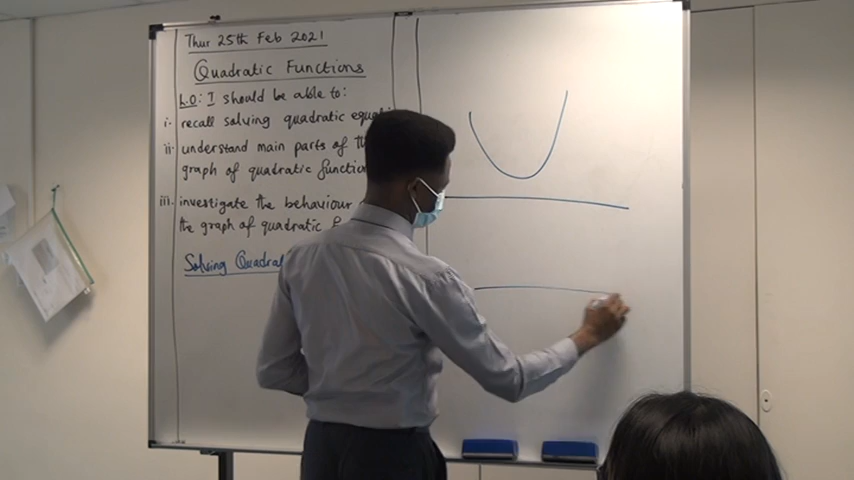 Thur 25th Feb 2021
Quadratic Functions
L.O: I should be able to:
i. recall solving quadratic
ii. understand main parts of
graph of quadratic function
iii. investigate the behaviour
the graph of quadratic
Solving